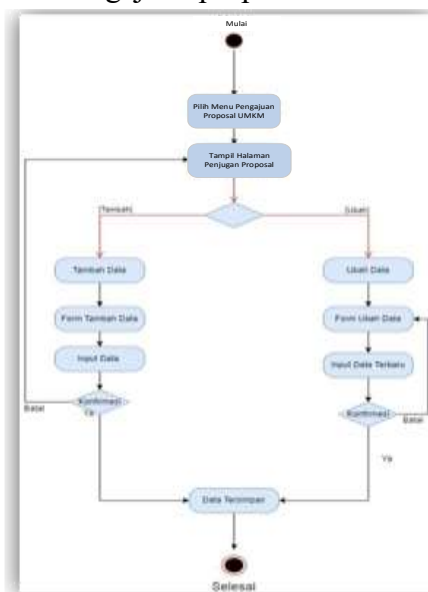 Mulai
Pilih Menu Pengajuan
Proposal UMKM
Tampil Halaman
Penjugan Proposal
[Tambah]
[Ubah]
Tambah Data
Ubah Data
Form Tambah Data
Form Ubah Data
Input Data
Input Data Terbaru
Konfirmasi
Konfirmasi
Batal
Ya
Batal
Ya
Data Tersimpan
Selesai